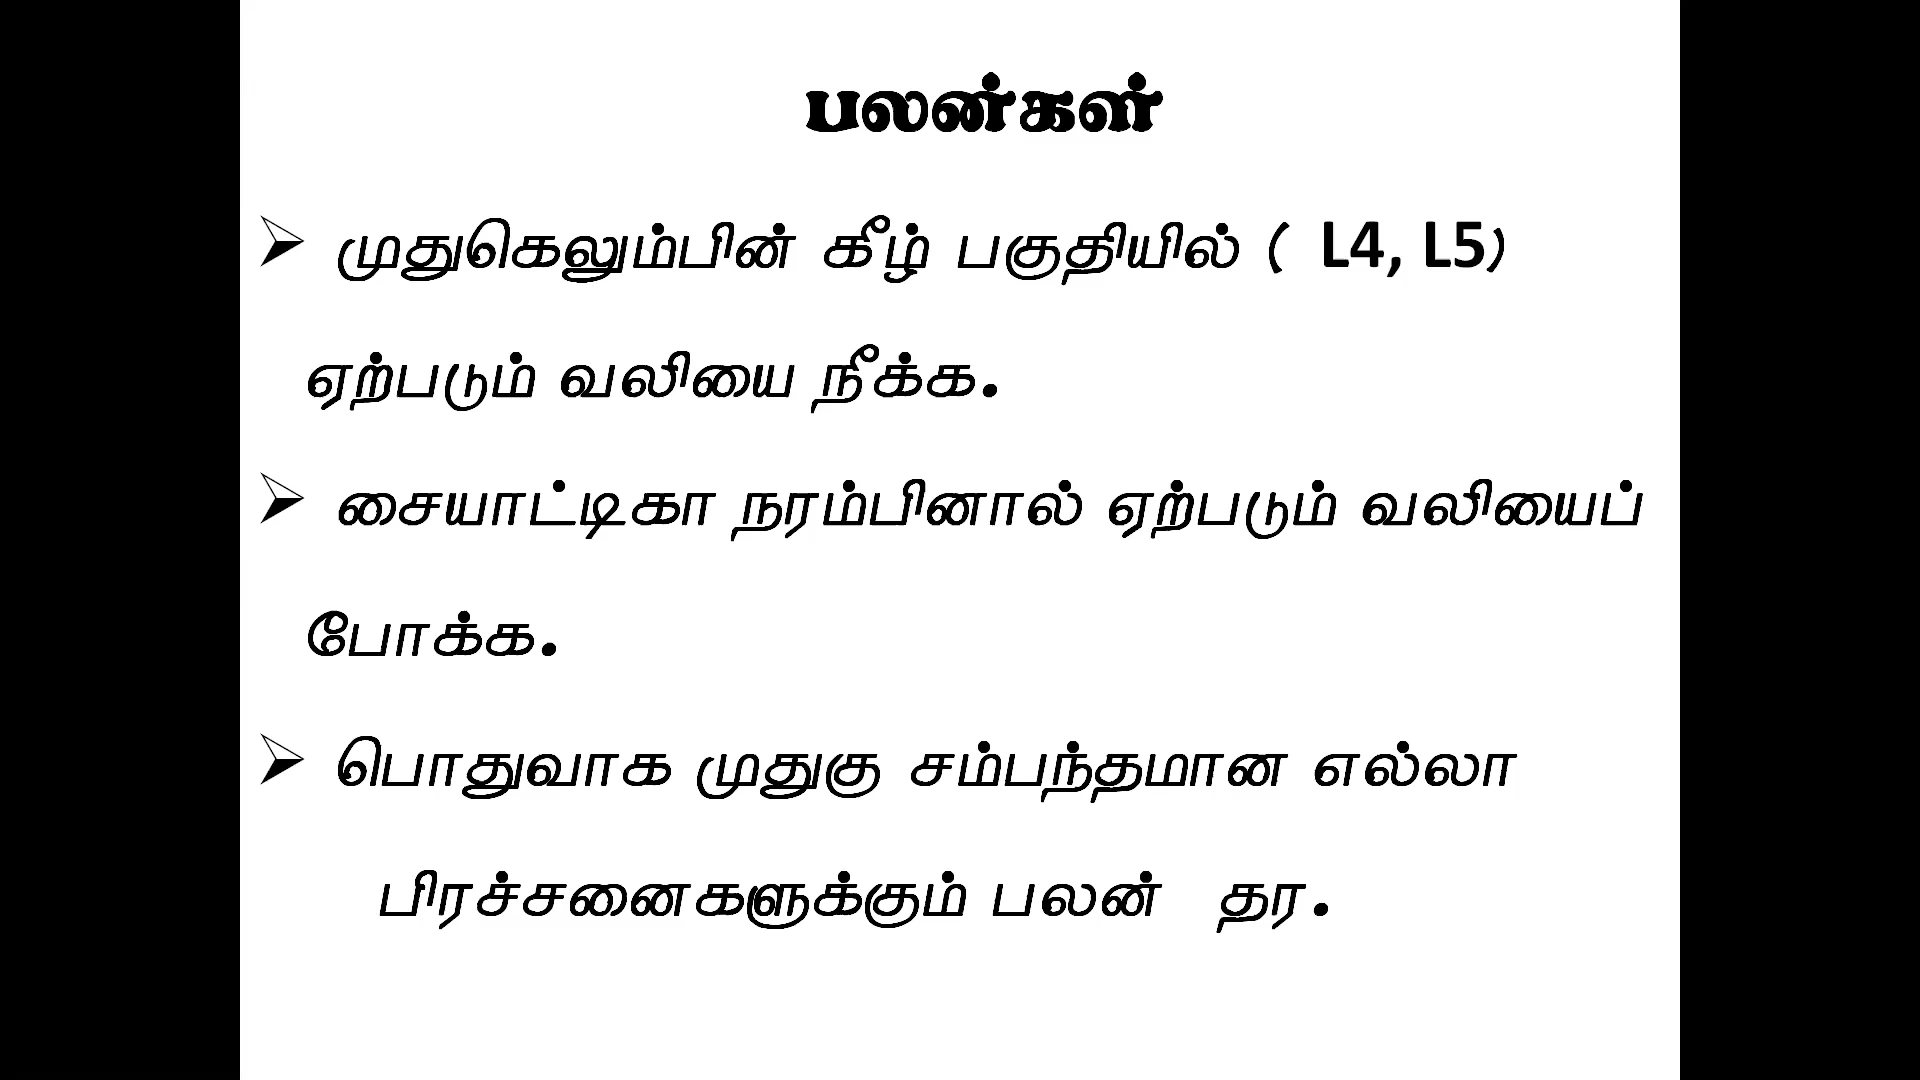 பலன்கள்
முதுகெலும்பின் கீழ் பகுதியில் ( L4, L5)
ஏற்படும் வலியை நீக்க.
சையாட்டிகா நரம்பினால் ஏற்படும் வலியைப்
போக்க.
பொதுவாக முதுகு சம்பந்தமான எல்லா
பிரச்சனைகளுக்கும் பலன் தர.